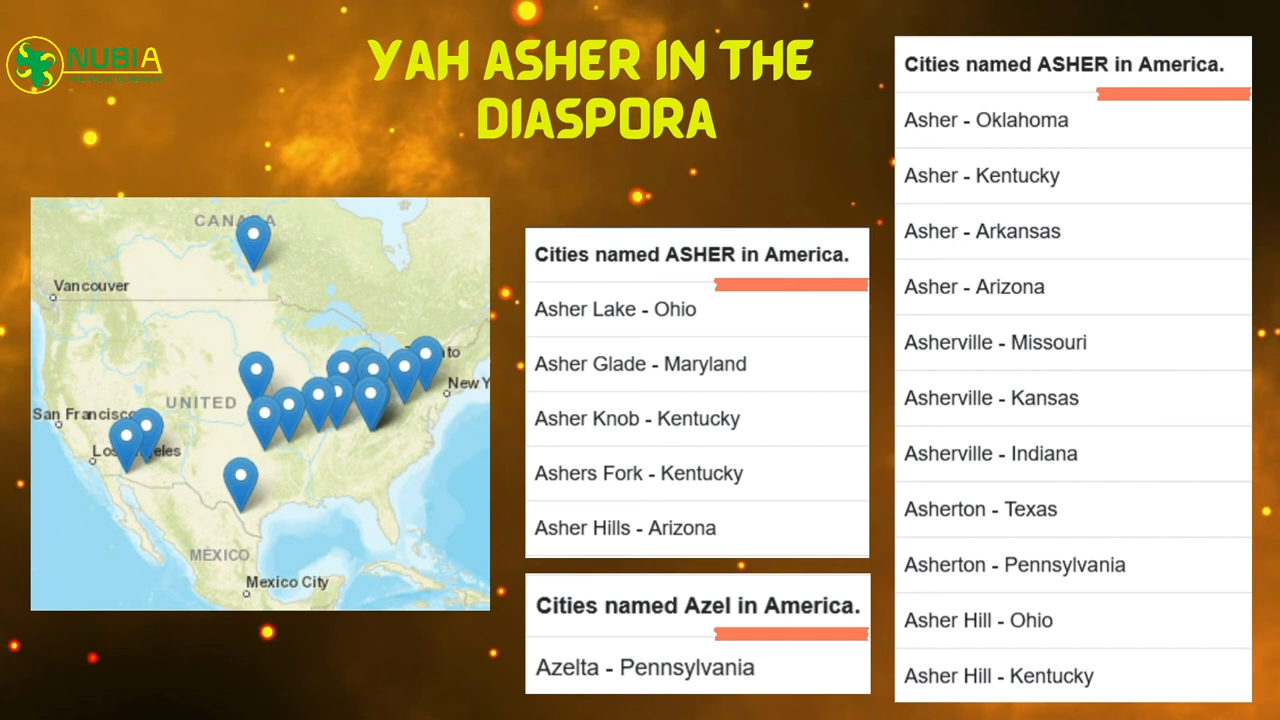 NUBIA
YAH ASHER IN THE
DIASPORA
CANADA
Vancouver
UNITED
San Francisco
MÉXICO
Mexico City
Cities named ASHER in America.
Asher Lake - Ohio
Asher Glade - Maryland
Asher Knob - Kentucky
Ashers Fork - Kentucky
Asher Hills - Arizona
Cities named Azel in America.
Azelta - Pennsylvania
Cities named ASHER in America.
Asher - Oklahoma
Asher - Kentucky
Asher - Arkansas
Asher - Arizona
Asherville - Missouri
Asherville - Kansas
Asherville - Indiana
Asherton - Texas
Asherton - Pennsylvania
Asher Hill - Ohio
Asher Hill - Kentucky